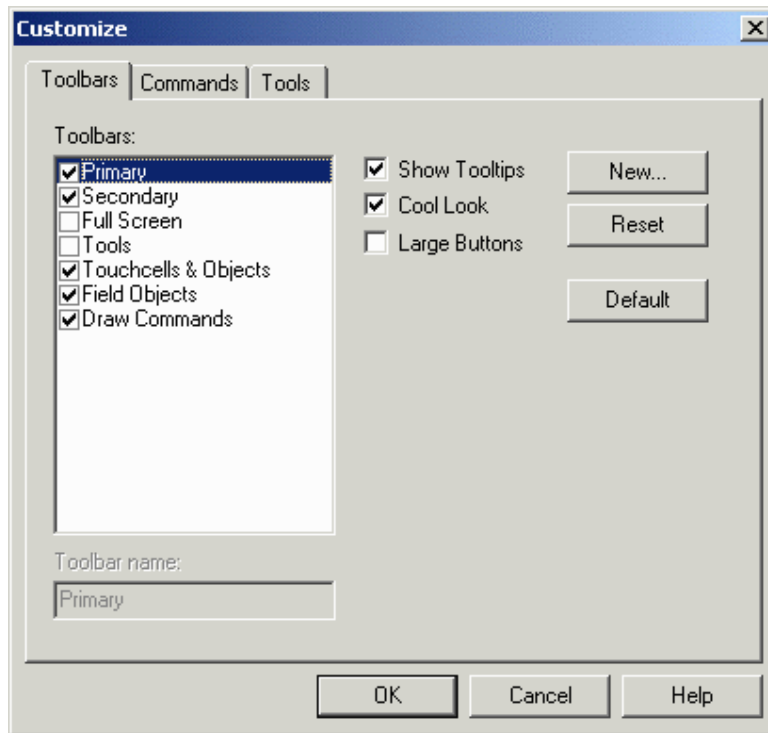 Customize
Toolbars Commands Tools
Toolbars:
Primary
Secondary
Full Screen
Tools
Touchcells & Objects
Field Objects
Draw Commands
Show Tooltips
Cool Look
Large Buttons
New...
Reset
Default
Toolbar name:
Primary
OK Cancel Help